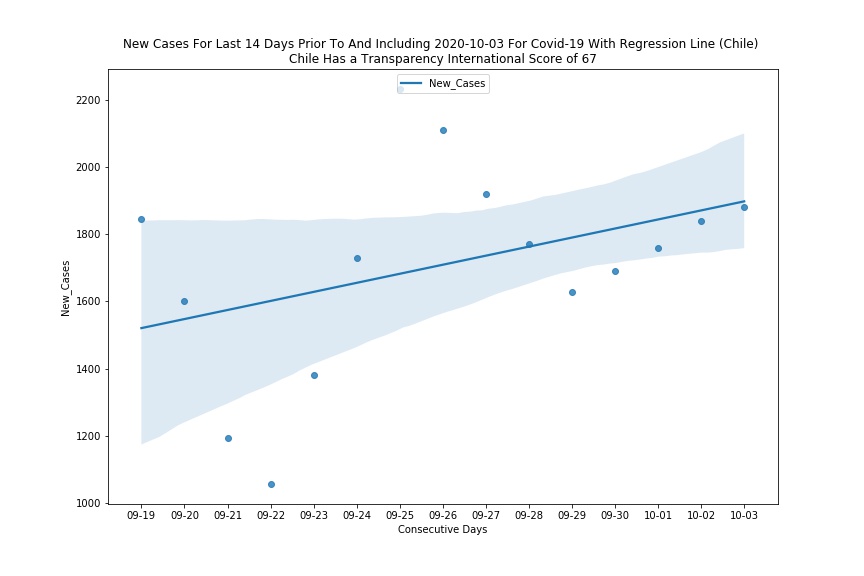 New Cases For Last 14 Days Prior To And Including 2020-10-03 For Covid-19 With Regression Line (Chile)
Chile Has a Transparency International Score of 67
New_Cases
2200
2000
1800
1600
1400
1200
1000
New_Cases
09-19 09-20 09-21 09-22 09-23 09-24 09-25 09-26 09-27 09-28 09-29 09-30 10-01 10-02 10-03
Consecutive Days